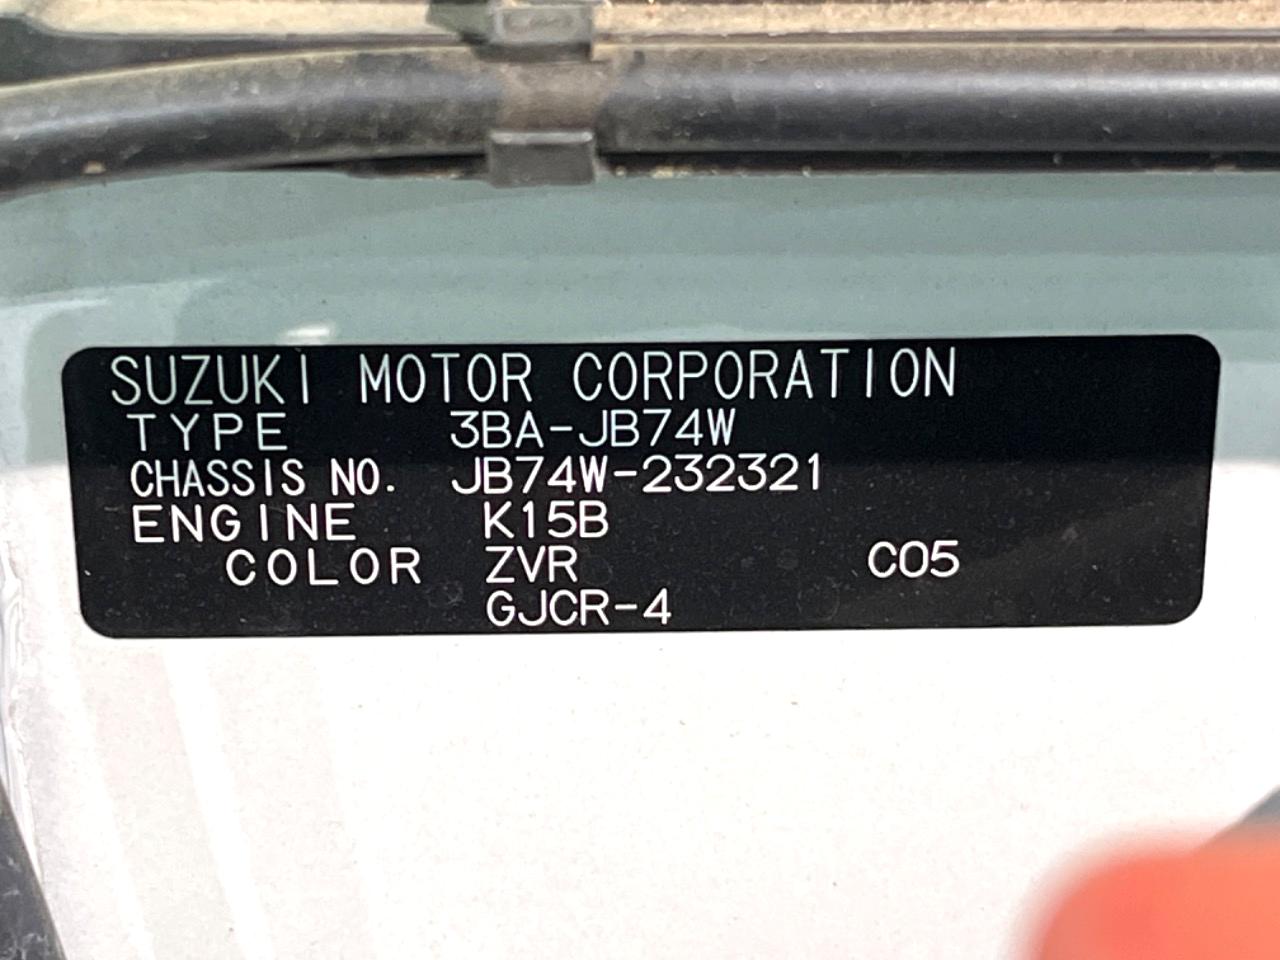 SUZUKI MOTOR CORPORATION
TYPE 3BA-JB74W
CHASSIS NO. JB74W-232321
ENGINE K15B
COLOR ZVR C05
GJCR-4